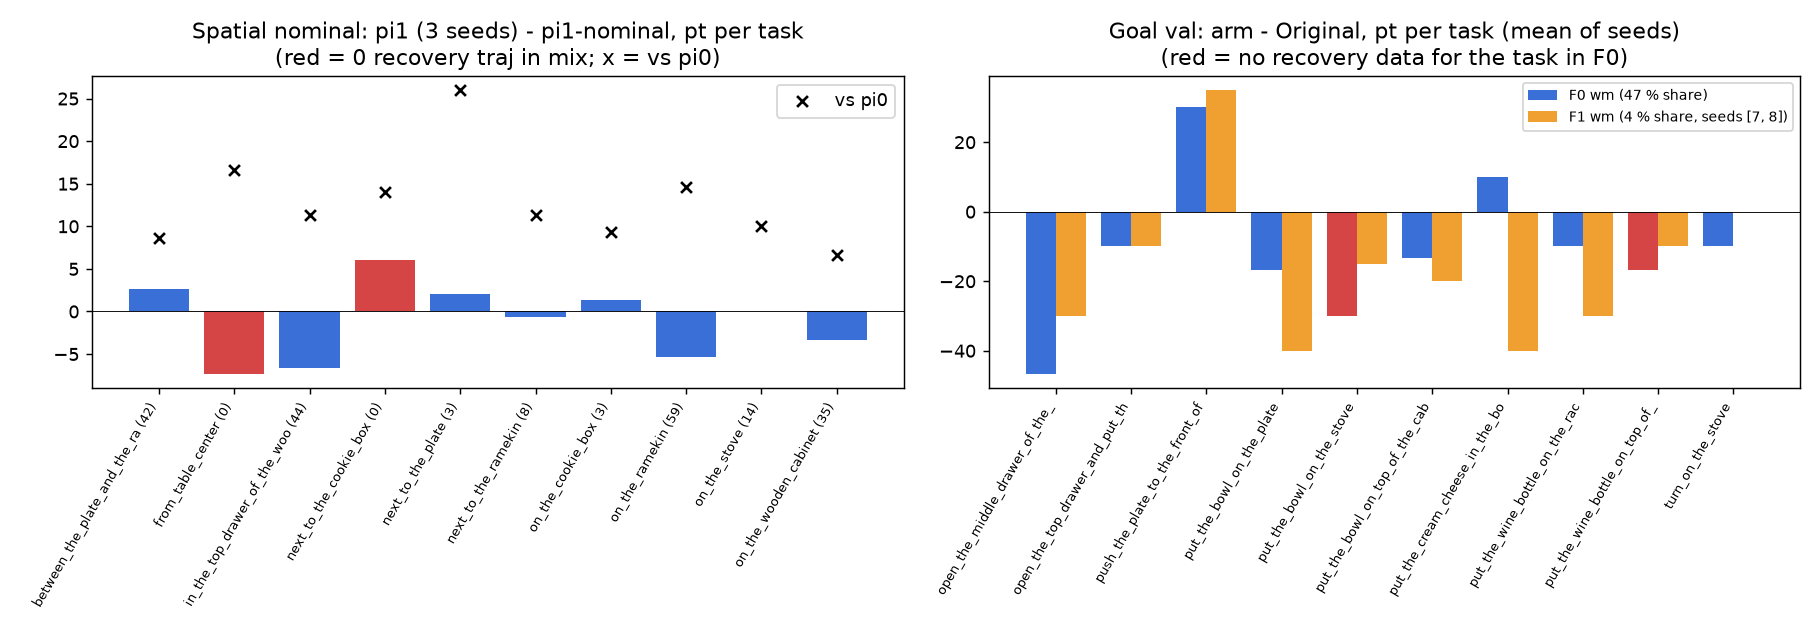 Spatial nominal: pi1 (3 seeds) - pi1-nominal, pt per task
(red = 0 recovery traj in mix; x = vs pi0)
vs pi0
25
20
15
10
5
0
−5
between_the_plate_and_the_ra (42)
from_table_center (0)
in_the_top_drawer_of_the_woo (44)
next_to_the_cookie_box (0)
next_to_the_plate (3)
next_to_the_ramekin (8)
on_the_cookie_box (3)
on_the_ramekin (59)
on_the_stove (14)
on_the_wooden_cabinet (35)
Goal val: arm - Original, pt per task (mean of seeds)
(red = no recovery data for the task in F0)
F0 wm (47 % share)
F1 wm (4 % share, seeds [7, 8])
20
0
−20
−40
open_the_middle_drawer_of_the_
open_the_top_drawer_and_put_th
push_the_plate_to_the_front_of
put_the_bowl_on_the_plate
put_the_bowl_on_the_stove
put_the_bowl_on_top_of_the_cab
put_the_cream_cheese_in_the_bo
put_the_wine_bottle_on_the_rac
put_the_wine_bottle_on_top_of_
turn_on_the_stove